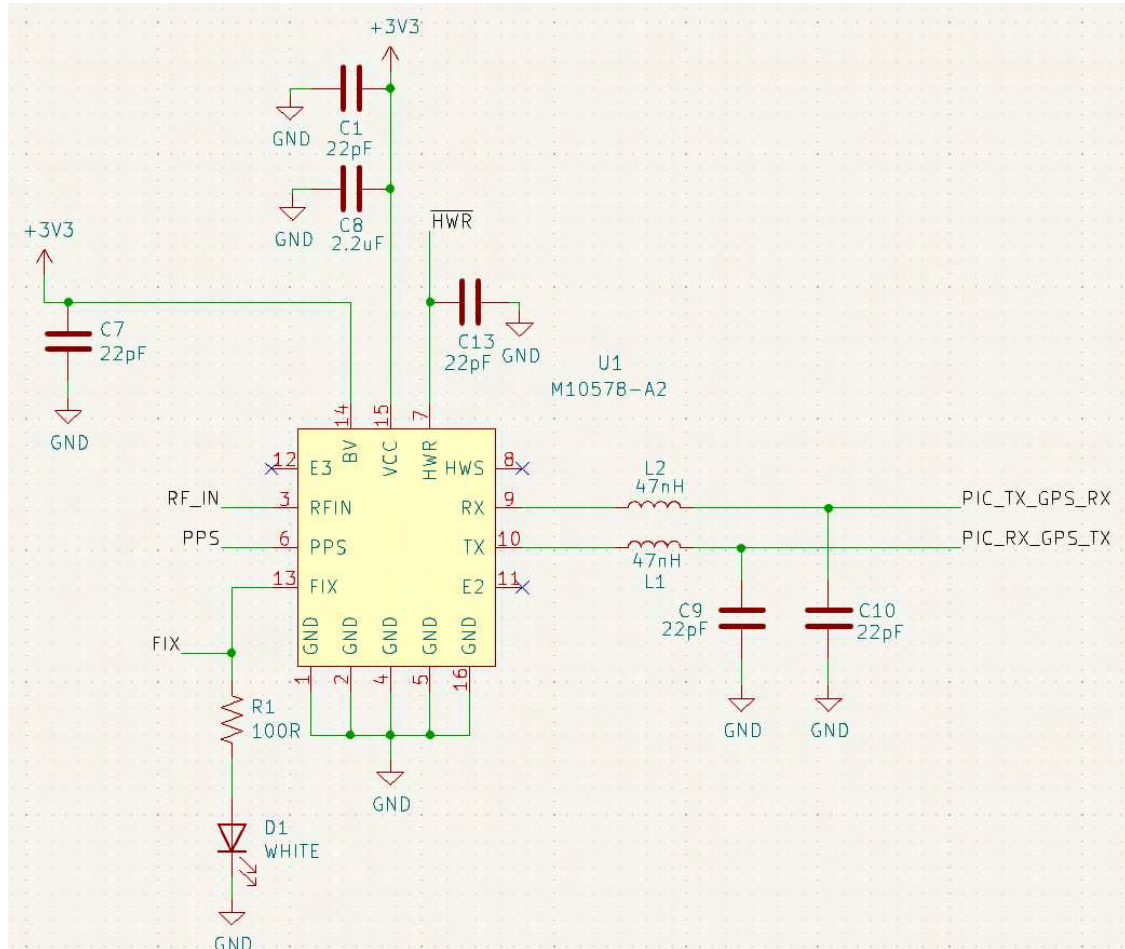 +3V3
GND
C1
22pF
GND
C8
2.2uF
HWR
+3V3
C7
22pF
GND
C13
22pF
GND
U1
M10578-A2
14
15
7
BV
VCC
HWR
12
E3
HWS
8
RF_IN
3
RFIN
RX
9
L2
47nH
PIC_TX_GPS_RX
PPS
6
PPS
TX
10
47nH
L1
PIC_RX_GPS_TX
13
FIX
E2
11
GND
GND
GND
GND
GND
1
2
4
5
16
C9
22pF
C10
22pF
GND
GND
FIX
R1
100R
GND
D1
WHITE
GND